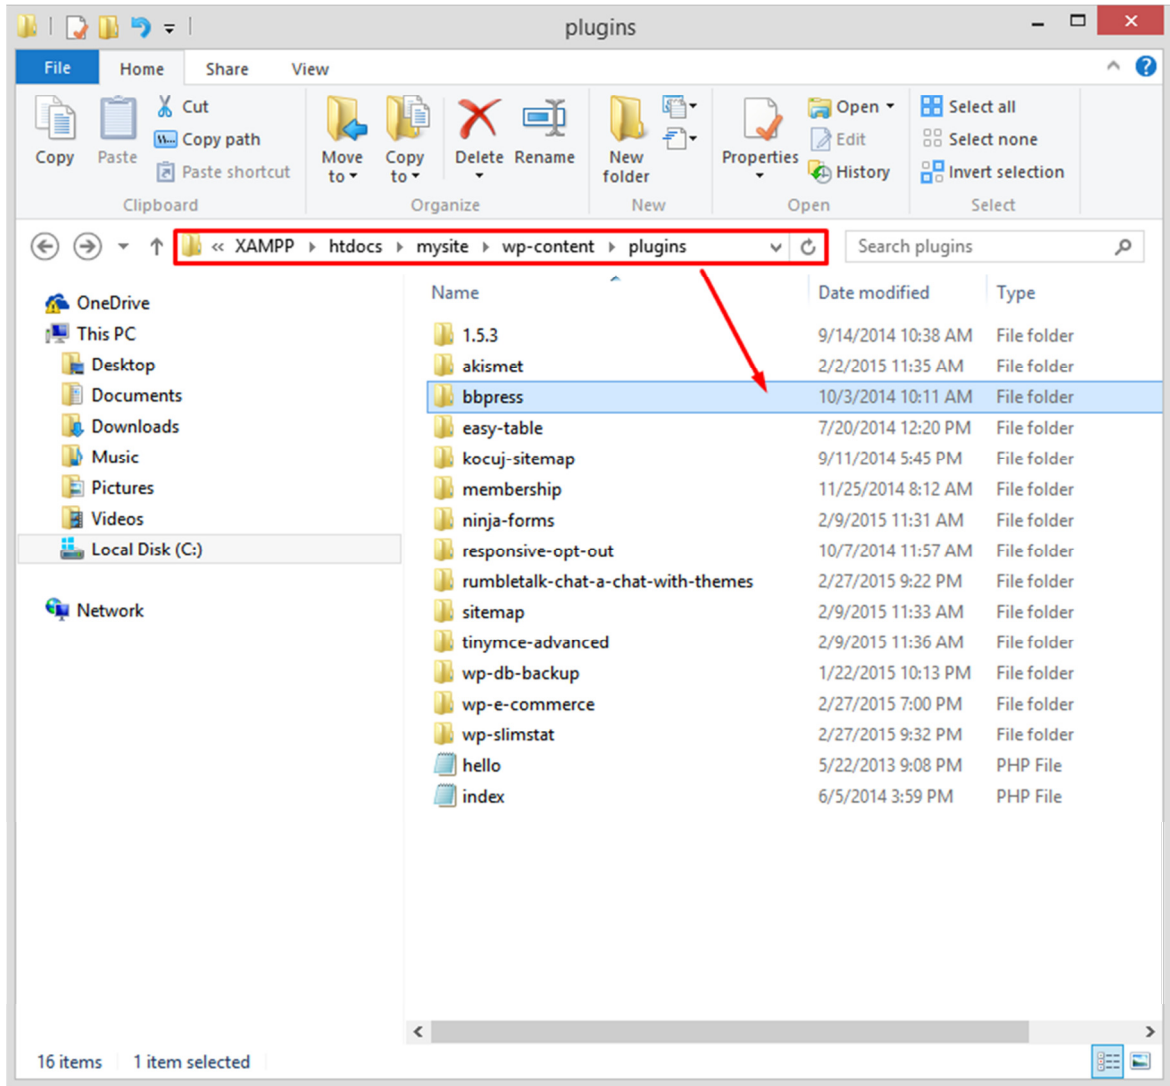 plugins
File Home Share View
Copy Paste Cut Copy path Paste shortcut Move to Copy to Delete Rename New folder Properties Open Edit History Select all Select none Invert selection
Clipboard Organize New Open Select
« XAMPP htdocs mysite wp-content plugins Search plugins
OneDrive
This PC
Desktop
Documents
Downloads
Music
Pictures
Videos
Local Disk (C:)
Network
Name Date modified Type
1.5.3 9/14/2014 10:38 AM File folder
akismet 2/2/2015 11:35 AM File folder
bbpress 10/3/2014 10:11 AM File folder
easy-table 7/20/2014 12:20 PM File folder
kocuj-sitemap 9/11/2014 5:45 PM File folder
membership 11/25/2014 8:12 AM File folder
ninja-forms 2/9/2015 11:31 AM File folder
responsive-opt-out 10/7/2014 11:57 AM File folder
rumbletalk-chat-a-chat-with-themes 2/27/2015 9:22 PM File folder
sitemap 2/9/2015 11:33 AM File folder
tinymce-advanced 2/9/2015 11:36 AM File folder
wp-db-backup 1/22/2015 10:13 PM File folder
wp-e-commerce 2/27/2015 7:00 PM File folder
wp-slimstat 2/27/2015 9:32 PM File folder
hello 5/22/2013 9:08 PM PHP File
index 6/5/2014 3:59 PM PHP File
16 items 1 item selected